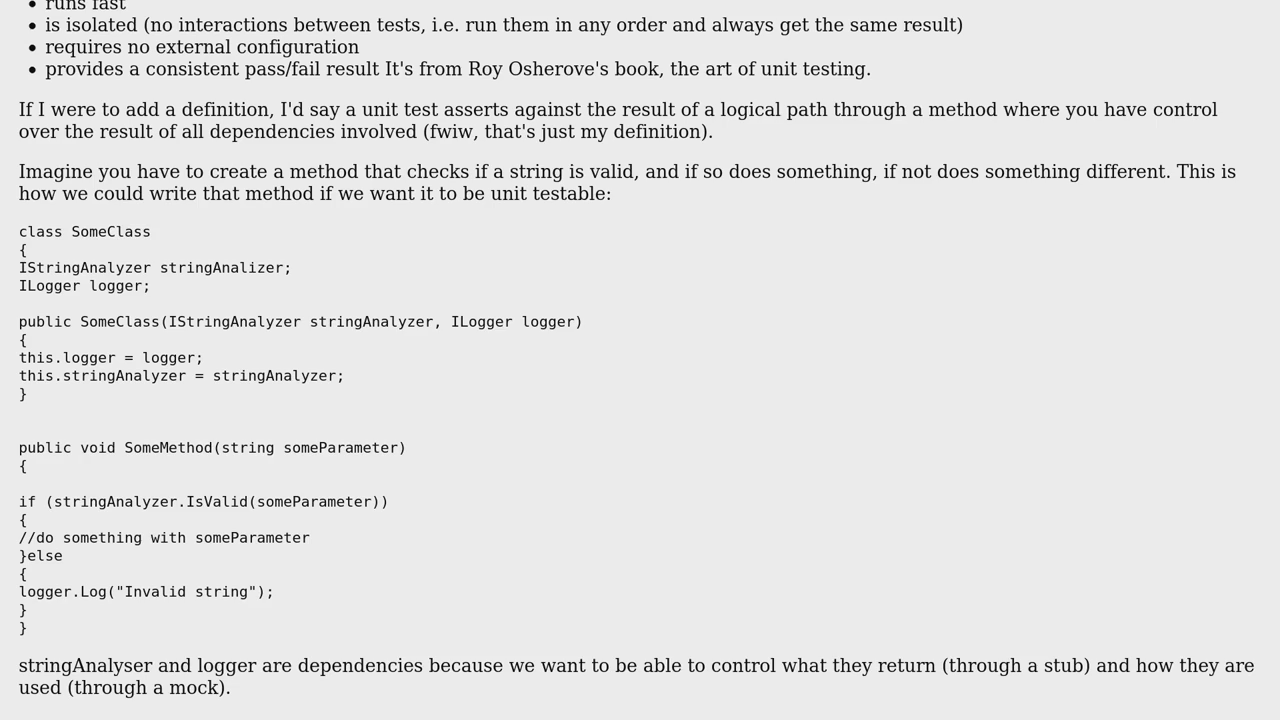 runs fast
is isolated (no interactions between tests, i.e. run them in any order and always get the same result)
requires no external configuration
provides a consistent pass/fail result It's from Roy Osherove's book, the art of unit testing.
If I were to add a definition, I'd say a unit test asserts against the result of a logical path through a method where you have control
over the result of all dependencies involved (fwiw, that's just my definition).
Imagine you have to create a method that checks if a string is valid, and if so does something, if not does something different. This is
how we could write that method if we want it to be unit testable:
class SomeClass
{
IStringAnalyzer stringAnalizer;
ILogger logger;
public SomeClass(IStringAnalyzer stringAnalyzer, ILogger logger)
{
this.logger = logger;
this.stringAnalyzer = stringAnalyzer;
}
public void SomeMethod(string someParameter)
{
if (stringAnalyzer.IsValid(someParameter))
{
//do something with someParameter
}else
{
logger.Log("Invalid string");
}
}
stringAnalyser and logger are dependencies because we want to be able to control what they return (through a stub) and how they are
used (through a mock).